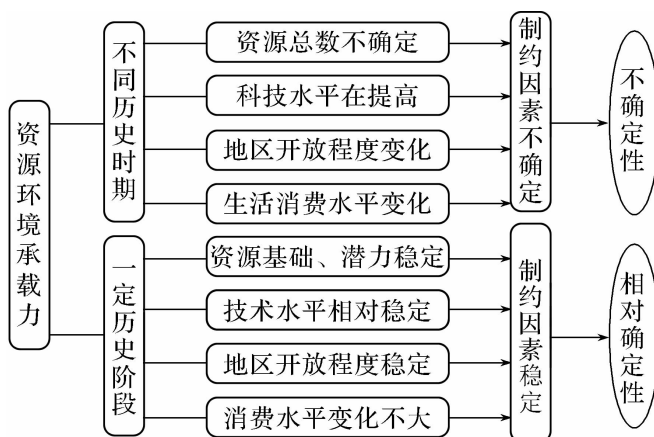 资源环境承载力
不同历史时期
资源总数不确定
科技水平在提高
地区开放程度变化
生活消费水平变化
制约因素不确定
不确定性
一定历史阶段
资源基础、潜力稳定
技术水平相对稳定
地区开放程度稳定
消费水平变化不大
制约因素稳定
相对确定性